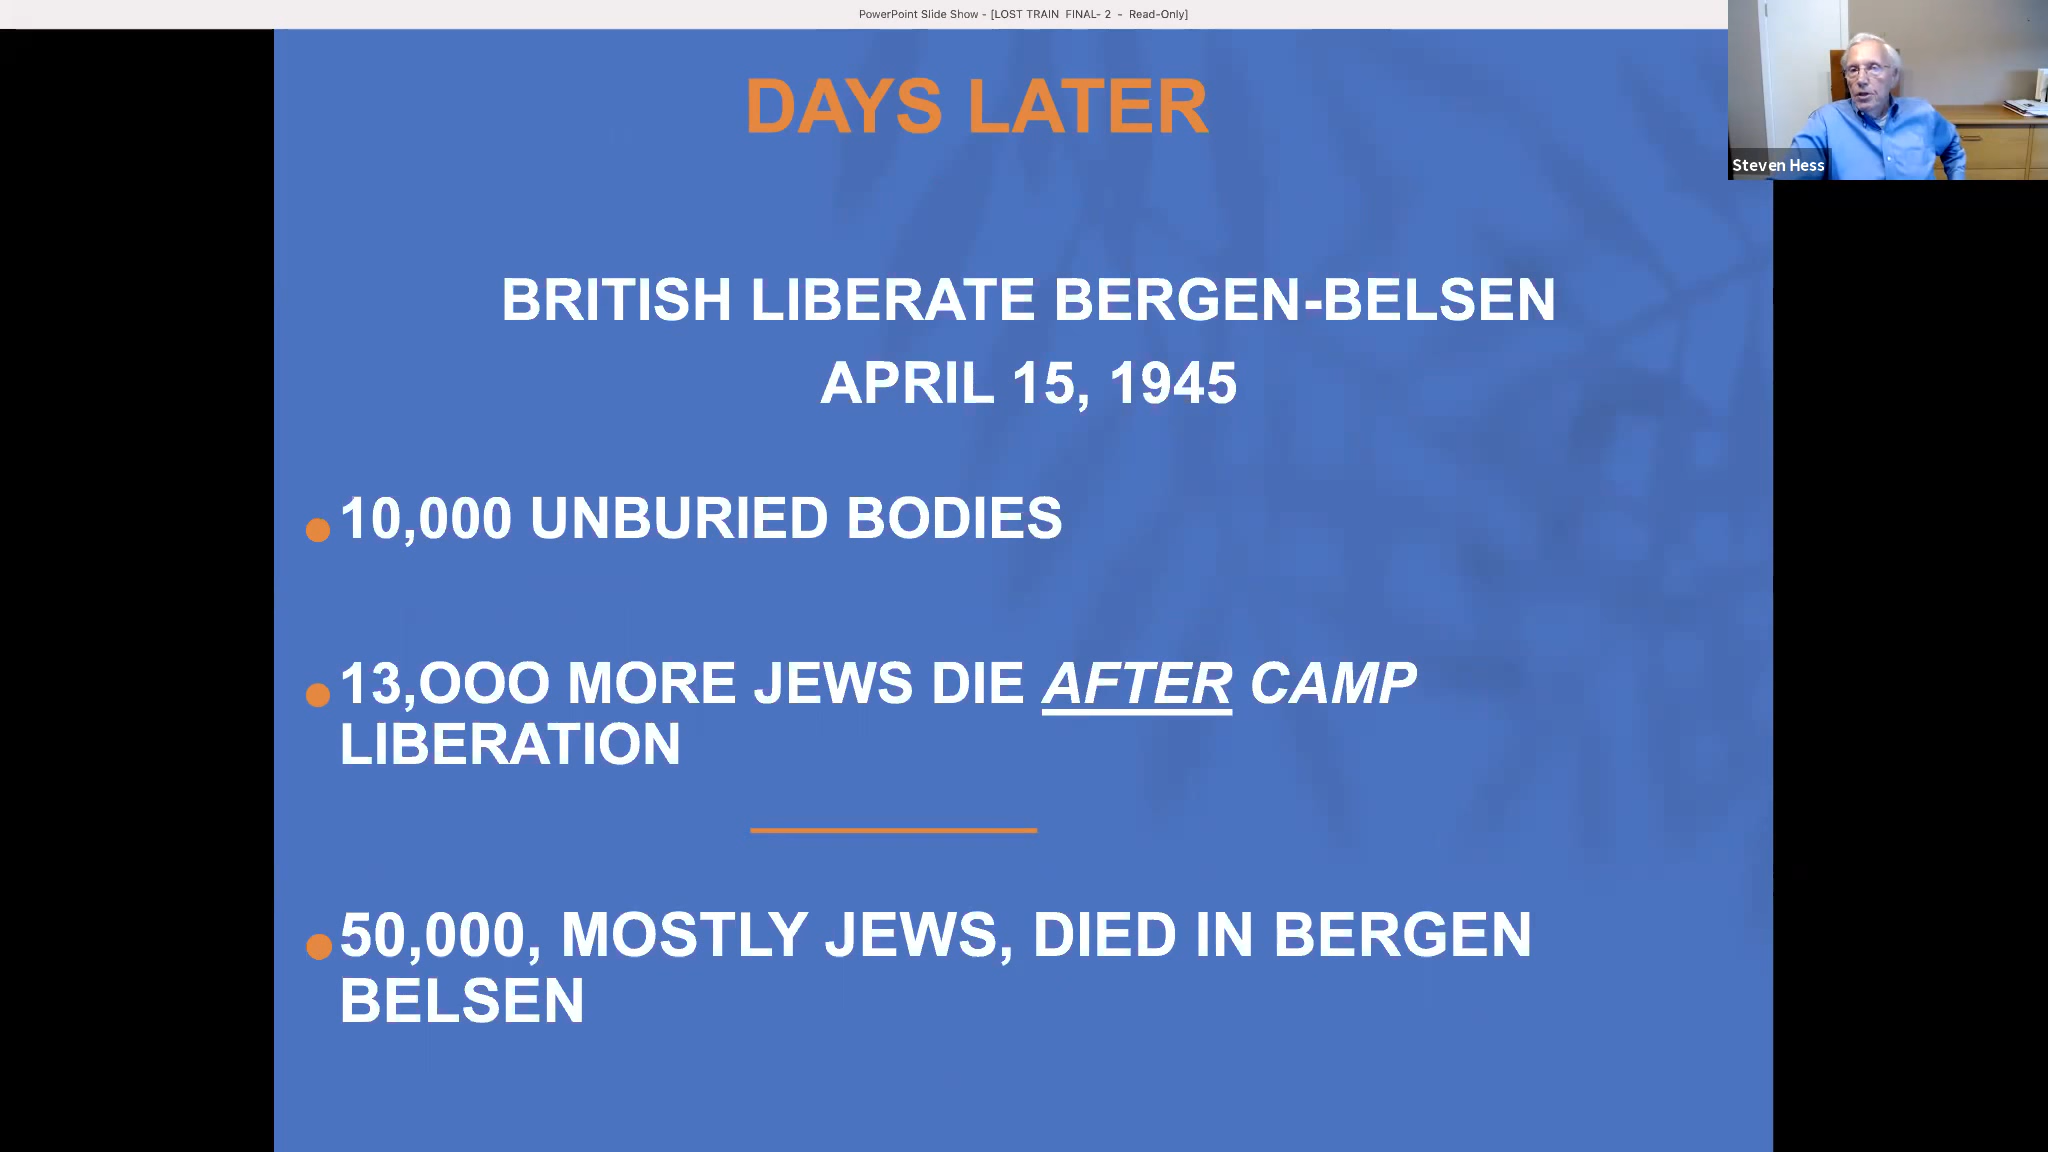 PowerPoint Slide Show - [LOST TRAIN FINAL- 2 - Read-Only]
Steven Hess
DAYS LATER
BRITISH LIBERATE BERGEN-BELSEN
APRIL 15, 1945
10,000 UNBURIED BODIES
13,OOO MORE JEWS DIE AFTER CAMP
LIBERATION
50,000, MOSTLY JEWS, DIED IN BERGEN
BELSEN